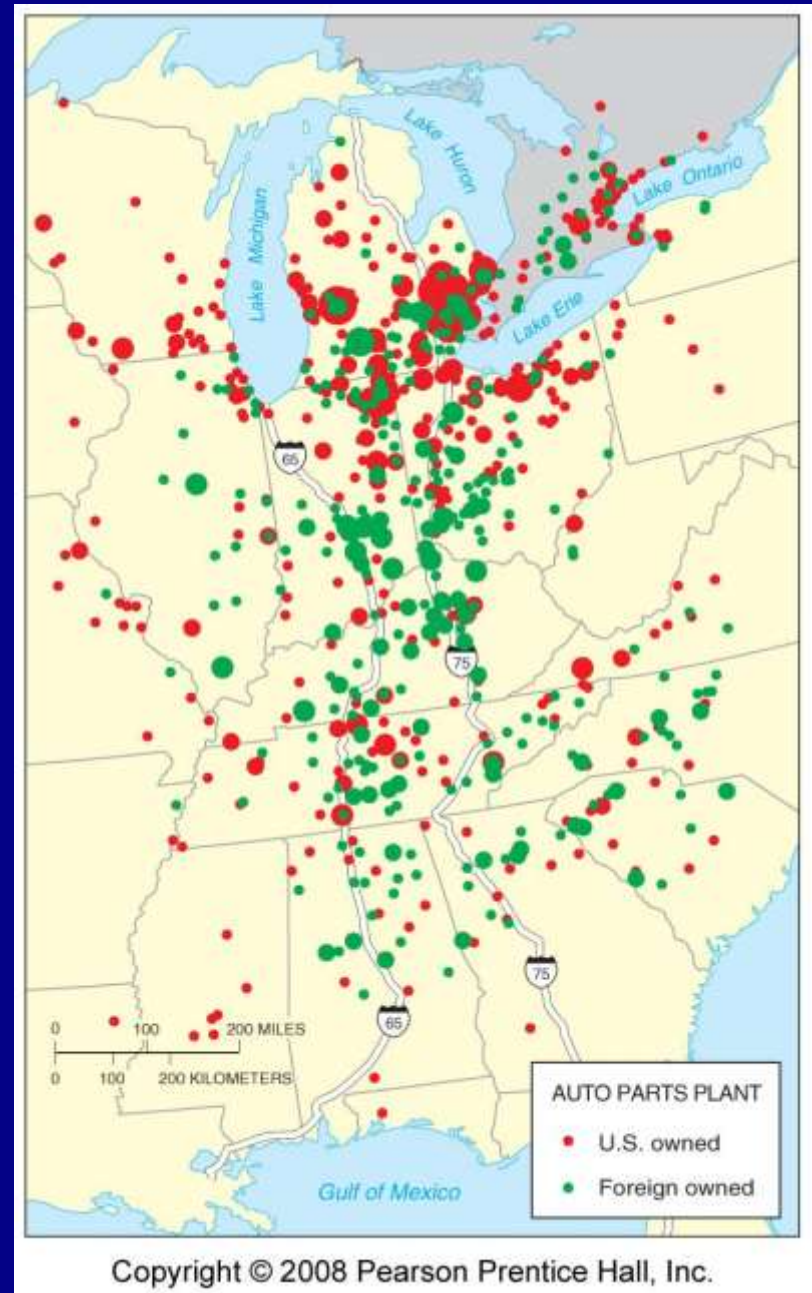 Lake Huron
Lake Ontario
Lake Michigan
Lake Erie
65
75
75
65
0 100 200 MILES
0 100 200 KILOMETERS
AUTO PARTS PLANT
U.S. owned
Foreign owned
Gulf of Mexico
Copyright © 2008 Pearson Prentice Hall, Inc.